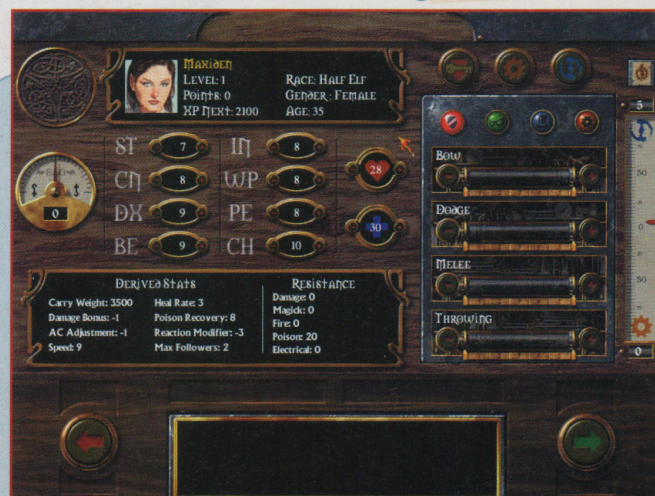 Maxiden
Level: 1
Points: 0
XP Next: 2100
Race: Half Elf
Gender: Female
Age: 35
5
ST 7
CN 8
DX 9
BE 9
IN 8
WP 8
PE 8
CH 10
28
30
0
Bow
Dodge
Melee
Throwing
50
0
50
0
Derived Stats
Carry Weight: 3500
Damage Bonus: -1
AC Adjustment: -1
Speed: 9
Heal Rate: 3
Poison Recovery: 8
Reaction Modifier: -3
Max Followers: 2
Resistance
Damage: 0
Magick: 0
Fire: 0
Poison: 20
Electrical: 0